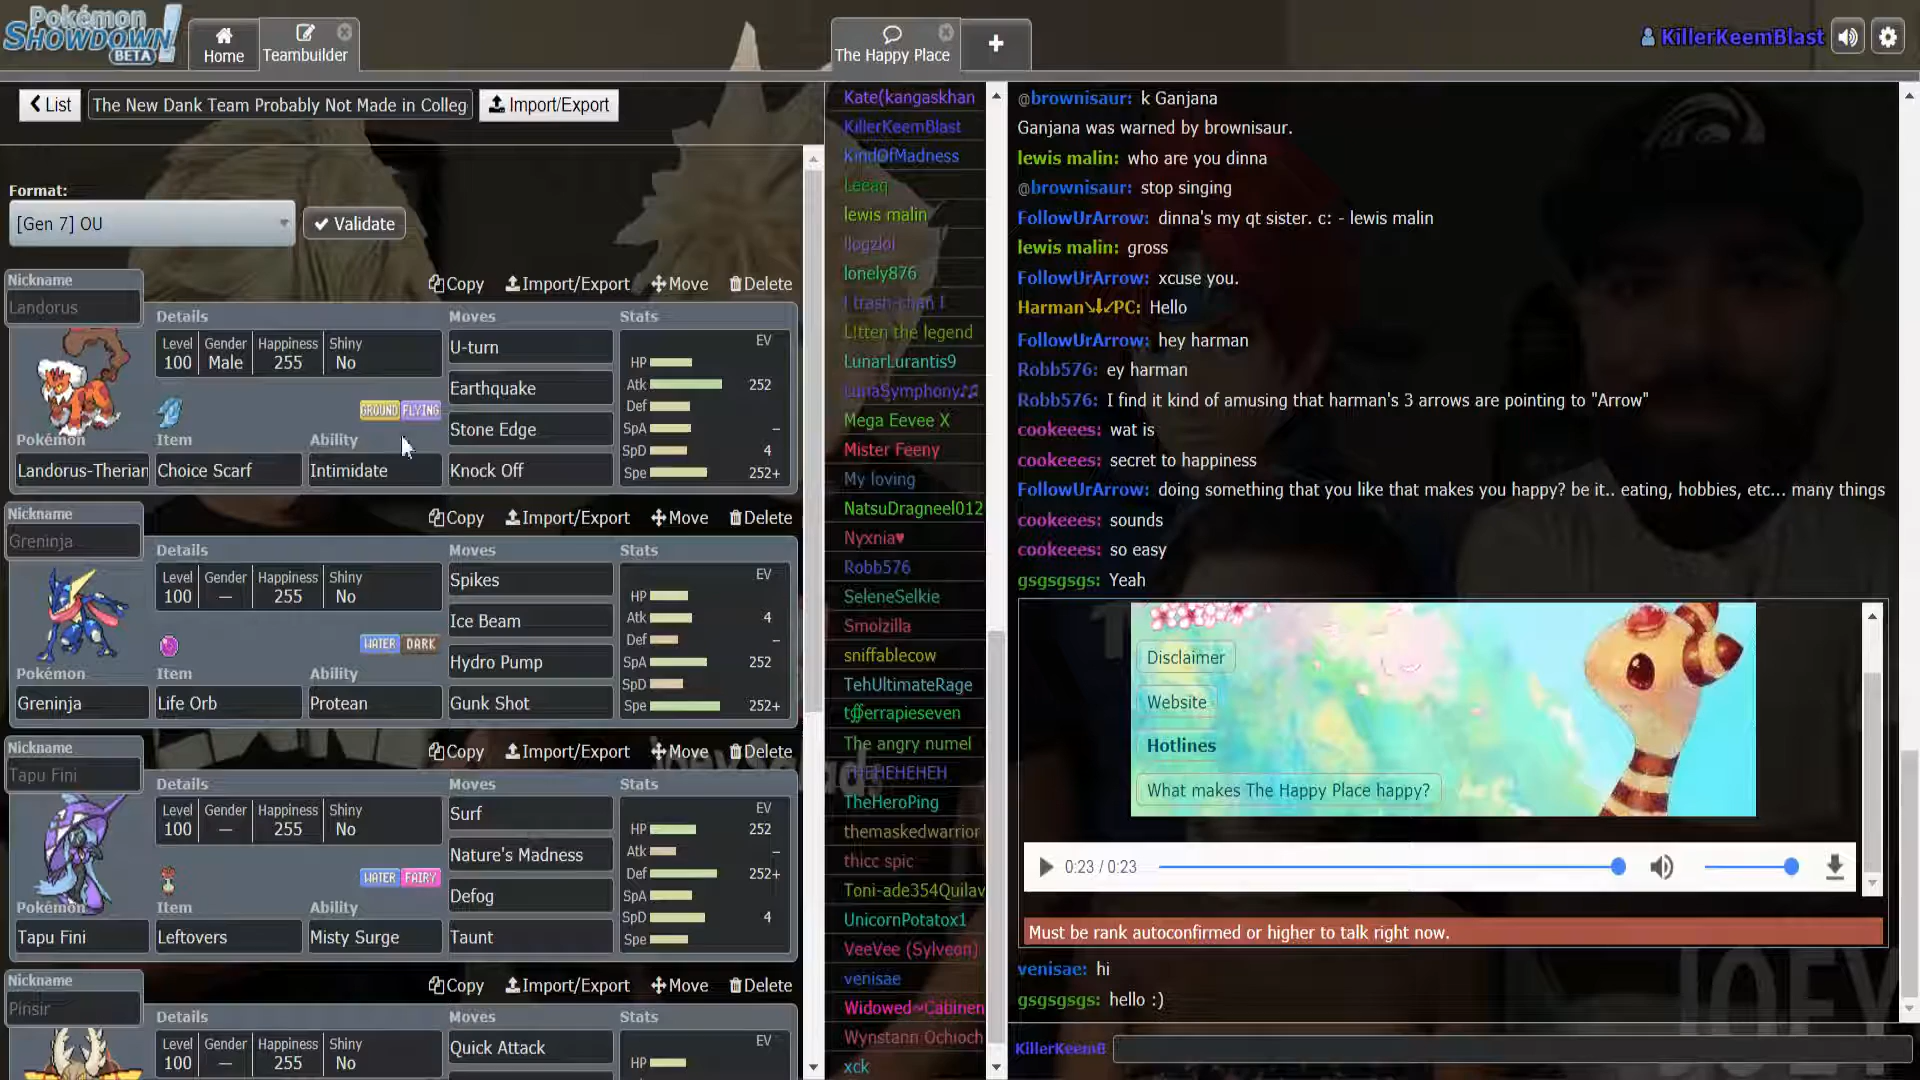 Pokémon
SHOWDOWN!
BETA
Home
Teambuilder
The Happy Place
KillerKeemBlast
List
The New Dank Team Probably Not Made in Colleg
Import/Export
Format:
[Gen 7] OU
Validate
Nickname
Landorus
Copy Import/Export Move Delete
Details Moves Stats
Level Gender Happiness Shiny
100 Male 255 No
GROUND FLYING
Pokémon Item Ability
Landorus-Therian Choice Scarf Intimidate
U-turn
Earthquake
Stone Edge
Knock Off
EV
HP
Atk 252
Def
SpA –
SpD 4
Spe 252+
Nickname
Greninja
Copy Import/Export Move Delete
Details Moves Stats
Level Gender Happiness Shiny
100 — 255 No
WATER DARK
Pokémon Item Ability
Greninja Life Orb Protean
Spikes
Ice Beam
Hydro Pump
Gunk Shot
EV
HP
Atk 4
Def –
SpA 252
SpD
Spe 252+
Nickname
Tapu Fini
Copy Import/Export Move Delete
Details Moves Stats
Level Gender Happiness Shiny
100 — 255 No
WATER FAIRY
Pokémon Item Ability
Tapu Fini Leftovers Misty Surge
Surf
Nature's Madness
Defog
Taunt
EV
HP 252
Atk –
Def 252+
SpA
SpD 4
Spe
Nickname
Pinsir
Copy Import/Export Move Delete
Details Moves Stats
Level Gender Happiness Shiny
100 — 255 No
Quick Attack
EV
HP
Kate(kangaskhan
KillerKeemBlast
KindOfMadness
Leeaq
lewis malin
lonely876
I trash-chan I
L!tten the legend
LunarLurantis9
LunaSymphony♫
Mega Eevee X
Mister Feeny
My loving
NatsuDragneel012
Nyxnia♥
Robb576
SeleneSelkie
Smolzilla
sniffablecow
TehUltimateRage
The angry numel
THEHEHEHEH
TheHeroPing
themaskedwarrior
thicc spic
Toni-ade354Quilav
UnicornPotatox1
VeeVee (Sylveon)
venisae
Widowed~Cabinen
Wynstann Ochioch
xck
@brownisaur: k Ganjana
Ganjana was warned by brownisaur.
lewis malin: who are you dinna
@brownisaur: stop singing
FollowUrArrow: dinna's my qt sister. c: - lewis malin
lewis malin: gross
FollowUrArrow: xcuse you.
Harman↘↓↙PC: Hello
FollowUrArrow: hey harman
Robb576: ey harman
Robb576: I find it kind of amusing that harman's 3 arrows are pointing to "Arrow"
cookeees: wat is
cookeees: secret to happiness
FollowUrArrow: doing something that you like that makes you happy? be it.. eating, hobbies, etc... many things
cookeees: sounds
cookeees: so easy
gsgsgsgs: Yeah
Disclaimer
Website
Hotlines
What makes The Happy Place happy?
0:23 / 0:23
Must be rank autoconfirmed or higher to talk right now.
venisae: hi
gsgsgsgs: hello :)
JOEY